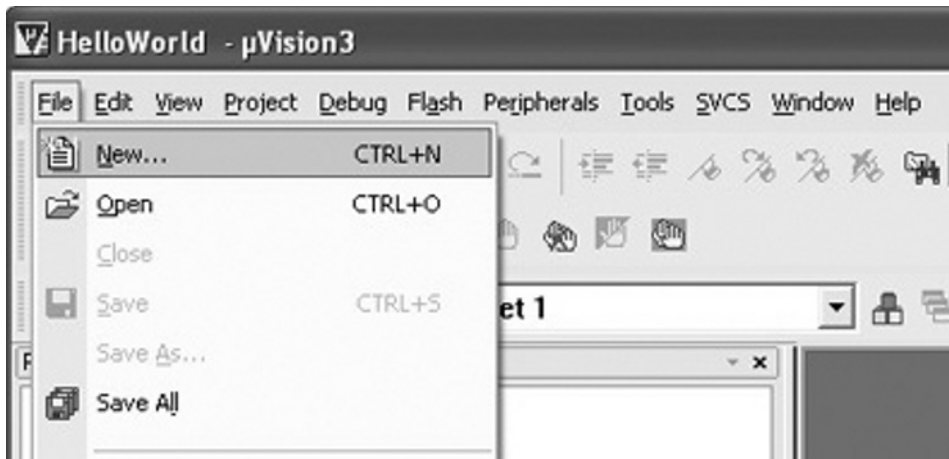 HelloWorld - µVision3
File Edit View Project Debug Flash Peripherals Tools SVCS Window Help
New... CTRL+N
Open CTRL+O
Close
Save CTRL+S
et 1
Save As...
Save All